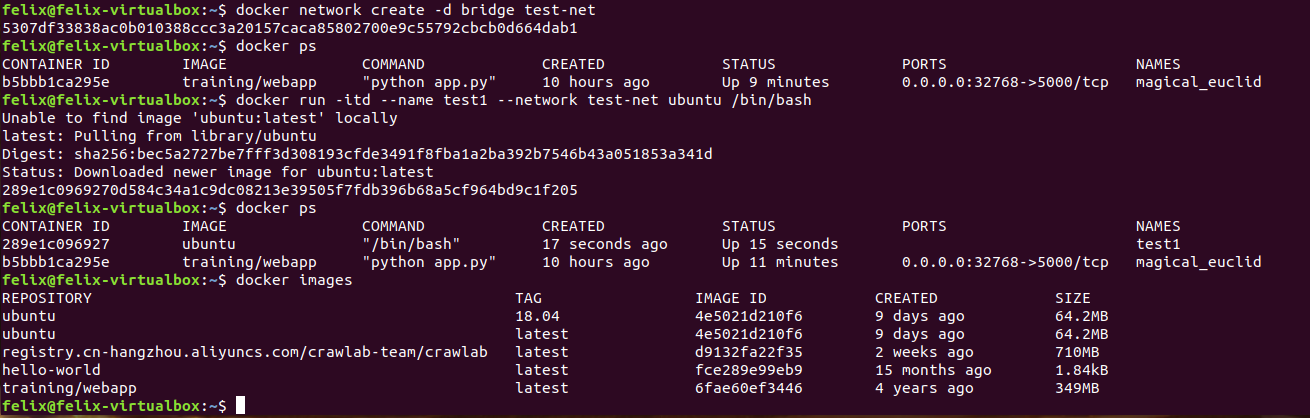 felix@felix-virtualbox:~$ docker network create -d bridge test-net
5307df33838ac0b010388ccc3a20157caca85802700e9c55792cbcb0d664dab1
felix@felix-virtualbox:~$ docker ps
CONTAINER ID        IMAGE               COMMAND             CREATED             STATUS              PORTS                     NAMES
b5bbb1ca295e        training/webapp     "python app.py"     10 hours ago        Up 9 minutes        0.0.0.0:32768->5000/tcp   magical_euclid
felix@felix-virtualbox:~$ docker run -itd --name test1 --network test-net ubuntu /bin/bash
Unable to find image 'ubuntu:latest' locally
latest: Pulling from library/ubuntu
Digest: sha256:bec5a2727be7fff3d308193cfde3491f8fba1a2ba392b7546b43a051853a341d
Status: Downloaded newer image for ubuntu:latest
289e1c0969270d584c34a1c9dc08213e39505f7fdb396b68a5cf964bd9c1f205
felix@felix-virtualbox:~$ docker ps
CONTAINER ID        IMAGE               COMMAND             CREATED             STATUS              PORTS                     NAMES
289e1c096927        ubuntu              "/bin/bash"         17 seconds ago      Up 15 seconds                                 test1
b5bbb1ca295e        training/webapp     "python app.py"     10 hours ago        Up 11 minutes       0.0.0.0:32768->5000/tcp   magical_euclid
felix@felix-virtualbox:~$ docker images
REPOSITORY                                               TAG                 IMAGE ID            CREATED             SIZE
ubuntu                                                   18.04               4e5021d210f6        9 days ago          64.2MB
ubuntu                                                   latest              4e5021d210f6        9 days ago          64.2MB
registry.cn-hangzhou.aliyuncs.com/crawlab-team/crawlab   latest              d9132fa22f35        2 weeks ago         710MB
hello-world                                              latest              fce289e99eb9        15 months ago       1.84kB
training/webapp                                          latest              6fae60ef3446        4 years ago         349MB
felix@felix-virtualbox:~$